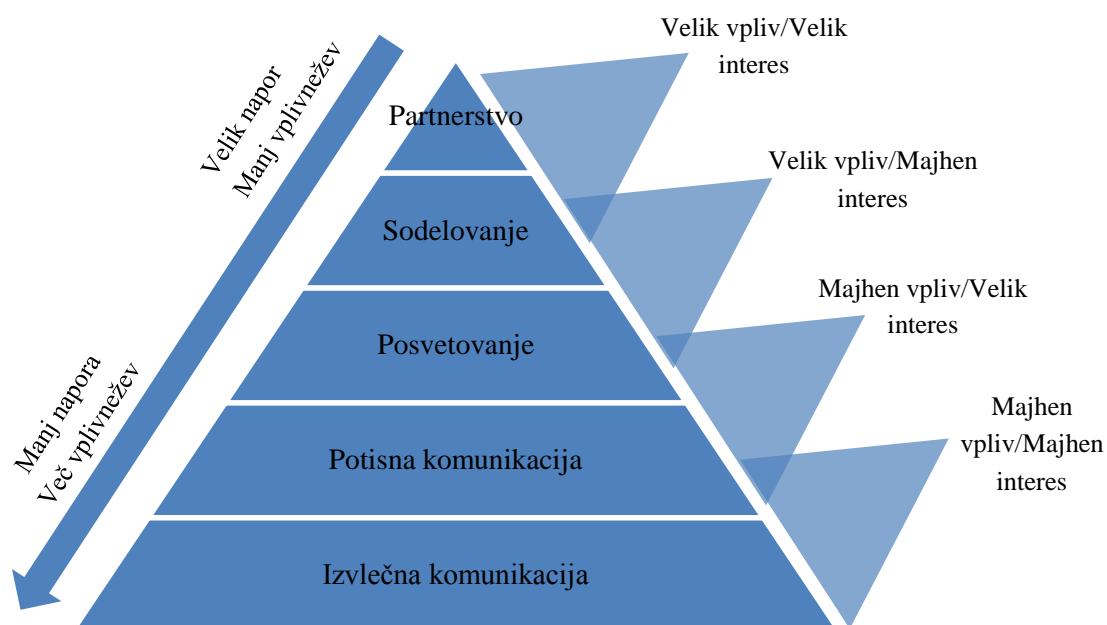 Velik napor
Manj vplivnežev
Manj napora
Več vplivnežev
Partnerstvo
Sodelovanje
Posvetovanje
Potisna komunikacija
Izvlečna komunikacija
Velik vpliv/Velik
interes
Velik vpliv/Majhen
interes
Majhen vpliv/Velik
interes
Majhen
vpliv/Majhen
interes